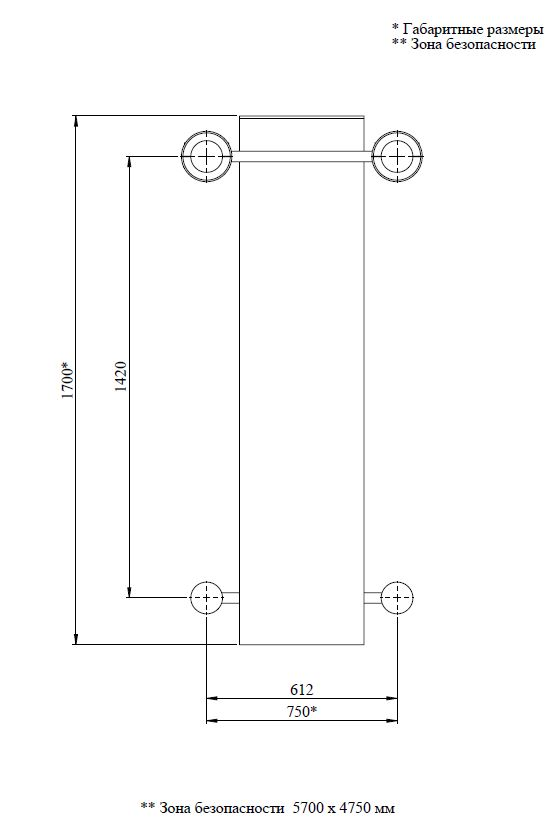 * Габаритные размеры
** Зона безопасности
1700*
1420
612
750*
** Зона безопасности 5700 х 4750 мм